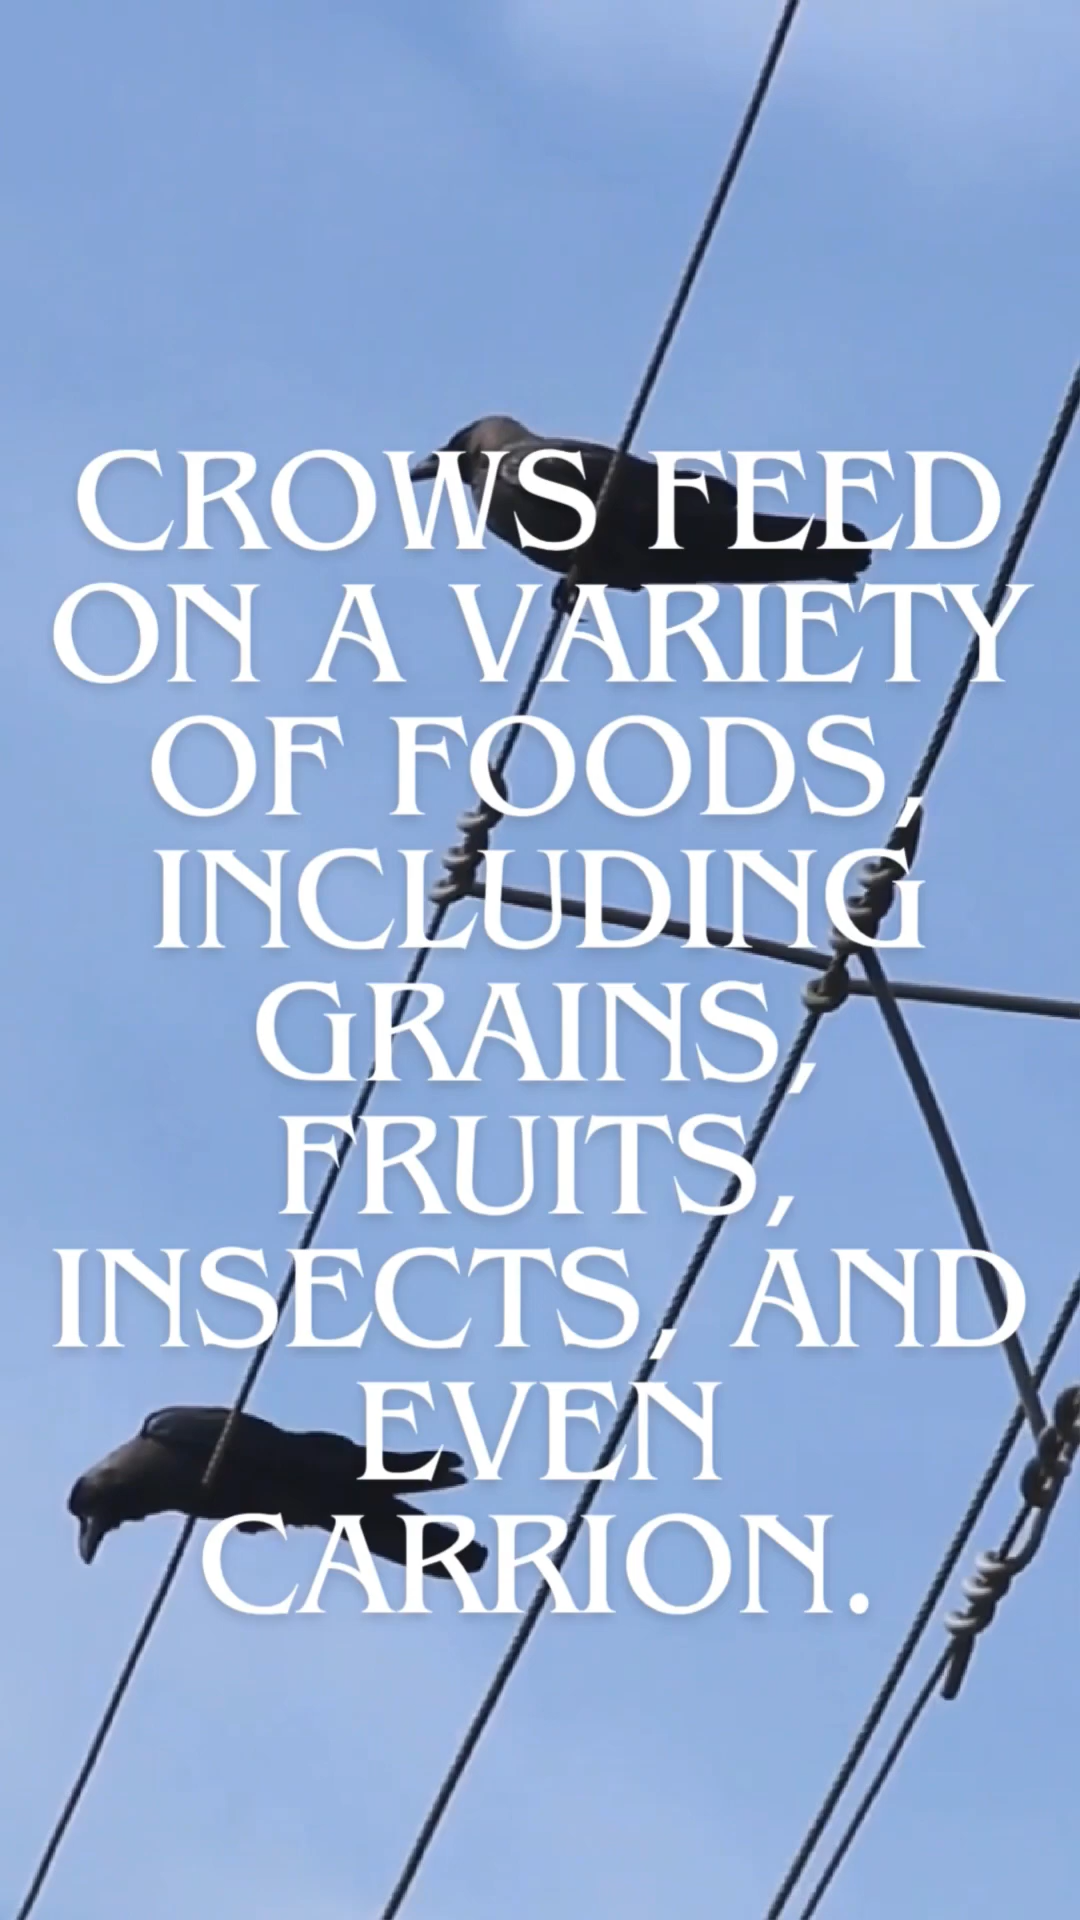 CROWS FEED
ON A VARIETY
OF FOODS,
INCLUDING
GRAINS,
FRUITS,
INSECTS, AND
EVEN
CARRION.